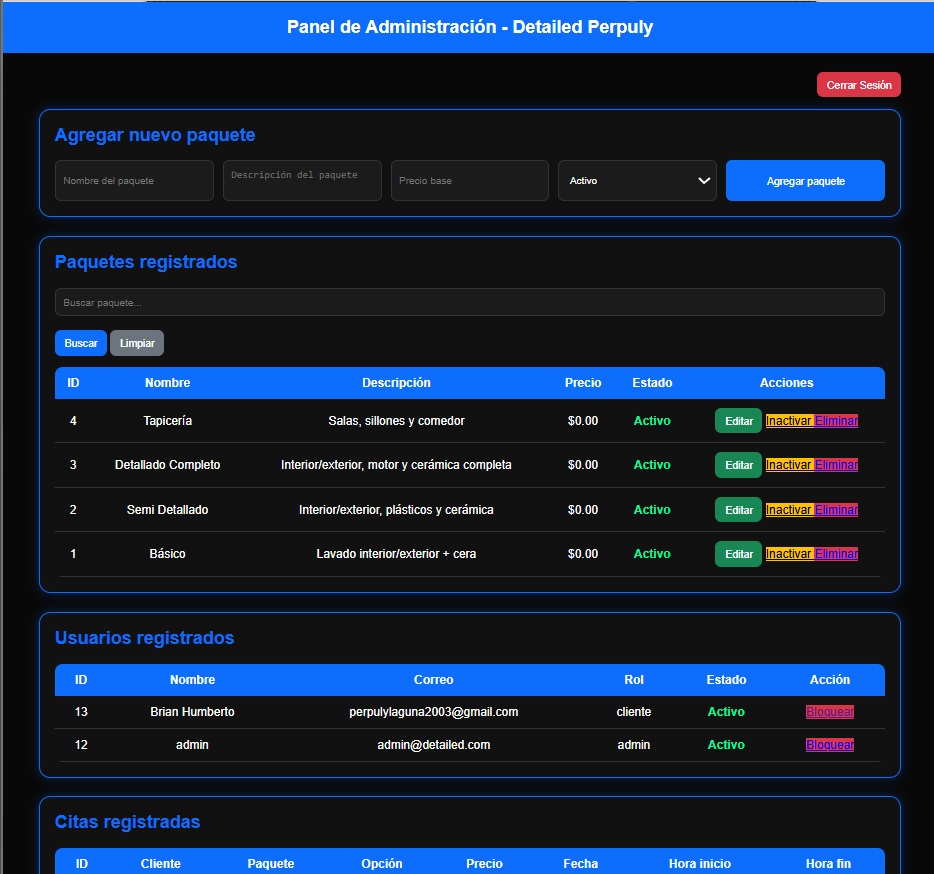 Panel de Administración - Detailed Perpuly
Cerrar Sesión
Agregar nuevo paquete
Nombre del paquete Descripción del paquete Precio base Activo Agregar paquete
Paquetes registrados
Buscar paquete...
Buscar Limpiar
ID Nombre Descripción Precio Estado Acciones
4 Tapicería Salas, sillones y comedor $0.00 Activo Editar Inactivar Eliminar
3 Detallado Completo Interior/exterior, motor y cerámica completa $0.00 Activo Editar Inactivar Eliminar
2 Semi Detallado Interior/exterior, plásticos y cerámica $0.00 Activo Editar Inactivar Eliminar
1 Básico Lavado interior/exterior + cera $0.00 Activo Editar Inactivar Eliminar
Usuarios registrados
ID Nombre Correo Rol Estado Acción
13 Brian Humberto perpulylaguna2003@gmail.com cliente Activo Bloquear
12 admin admin@detailed.com admin Activo Bloquear
Citas registradas
ID Cliente Paquete Opción Precio Fecha Hora inicio Hora fin